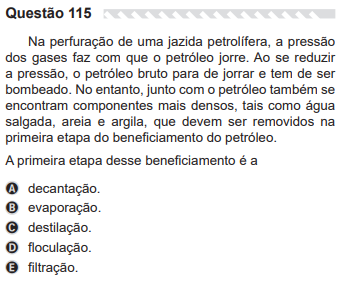 Questão 115
Na perfuração de uma jazida petrolífera, a pressão
dos gases faz com que o petróleo jorre. Ao se reduzir
a pressão, o petróleo bruto para de jorrar e tem de ser
bombeado. No entanto, junto com o petróleo também se
encontram componentes mais densos, tais como água
salgada, areia e argila, que devem ser removidos na
primeira etapa do beneficiamento do petróleo.
A primeira etapa desse beneficiamento é a
A decantação.
B evaporação.
C destilação.
D floculação.
E filtração.